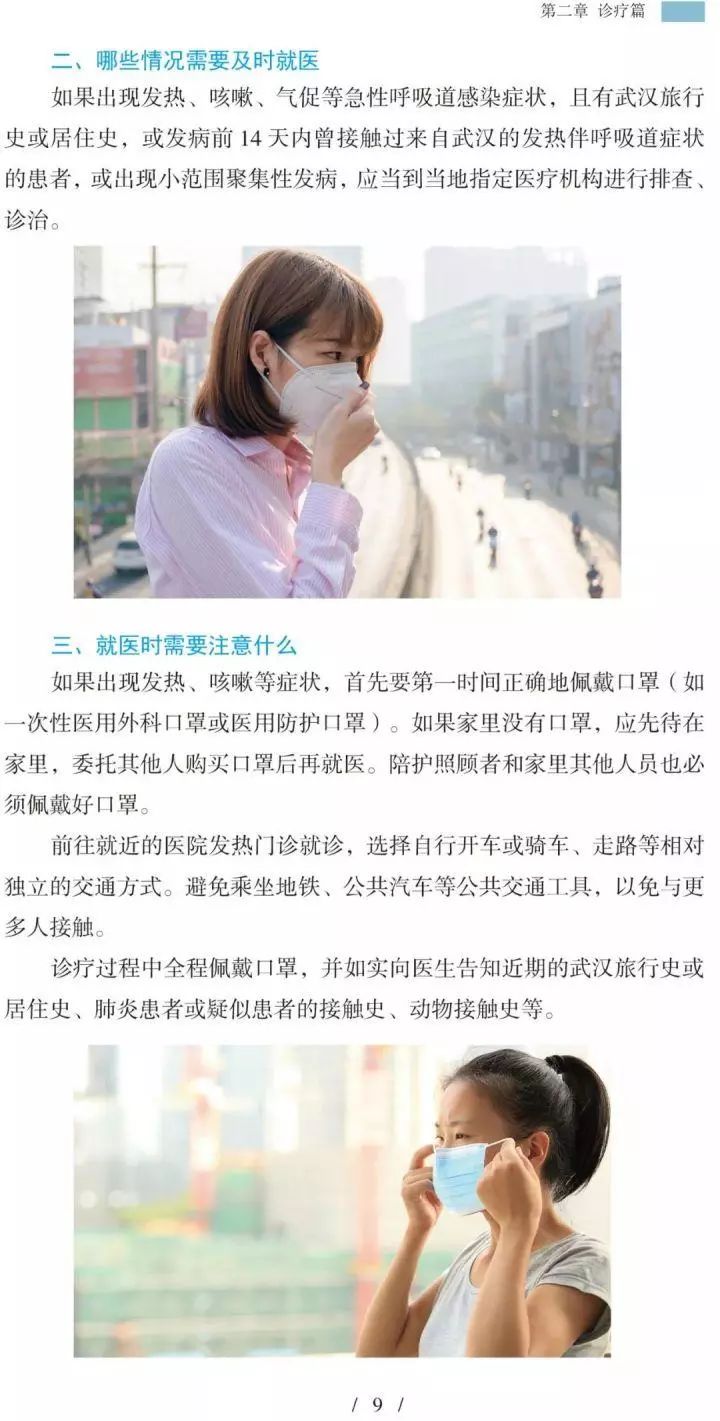 第二章 诊疗篇
二、哪些情况需要及时就医
如果出现发热、咳嗽、气促等急性呼吸道感染症状，且有武汉旅行
史或居住史，或发病前 14 天内曾接触过来自武汉的发热伴呼吸道症状
的患者，或出现小范围聚集性发病，应当到当地指定医疗机构进行排查、
诊治。
三、就医时需要注意什么
如果出现发热、咳嗽等症状，首先要第一时间正确地佩戴口罩（如
一次性医用外科口罩或医用防护口罩）。如果家里没有口罩，应先待在
家里，委托其他人购买口罩后再就医。陪护照顾者和家里其他人员也必
须佩戴好口罩。
前往就近的医院发热门诊就诊，选择自行开车或骑车、走路等相对
独立的交通方式。避免乘坐地铁、公共汽车等公共交通工具，以免与更
多人接触。
诊疗过程中全程佩戴口罩，并如实向医生告知近期的武汉旅行史或
居住史、肺炎患者或疑似患者的接触史、动物接触史等。
/ 9 /